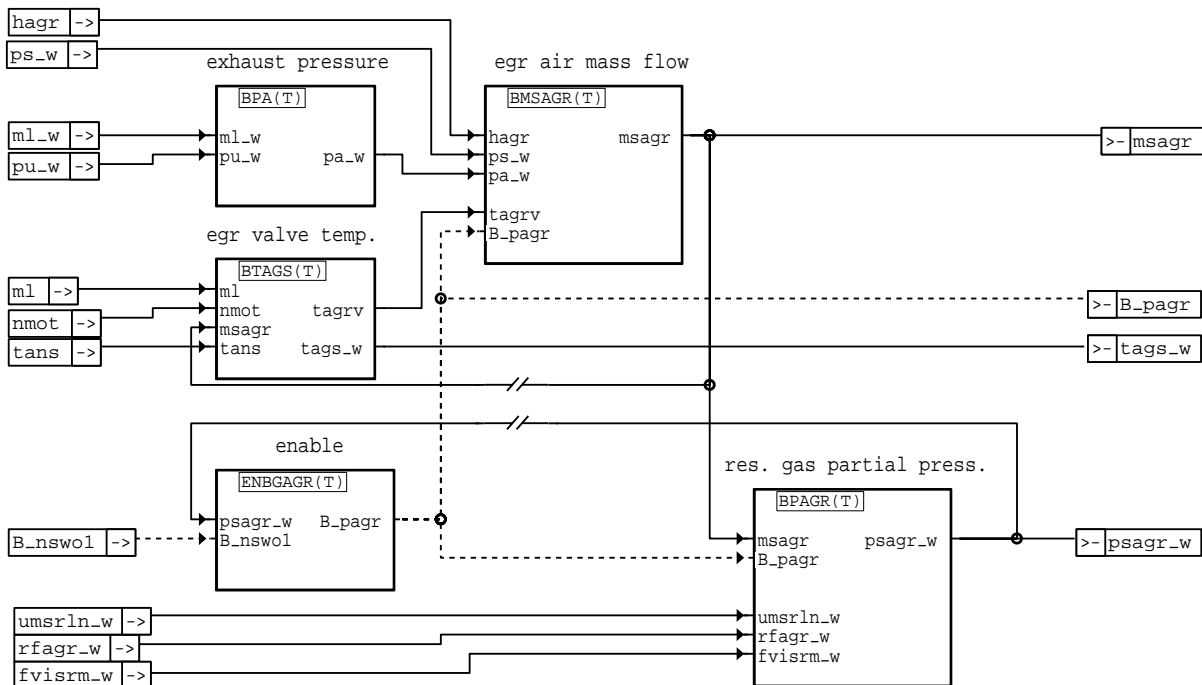 hagr ->
ps_w ->
exhaust pressure
egr air mass flow
BPA(T)
BMSAGR(T)
ml_w ->
ml_w
hagr
msagr
>- msagr
pu_w ->
pu_w
pa_w
ps_w
pa_w
tagrv
B_pagr
egr valve temp.
BTAGS(T)
ml ->
ml
nmot ->
nmot
tagrv
>- B_pagr
msagr
tans ->
tans
tags_w
>- tags_w
enable
res. gas partial press.
ENBGAGR(T)
BPAGR(T)
psagr_w
B_pagr
B_nswo1 ->
B_nswo1
msagr
psagr_w
>- psagr_w
B_pagr
umsrln_w ->
umsrln_w
rfagr_w ->
rfagr_w
fvisrm_w ->
fvisrm_w